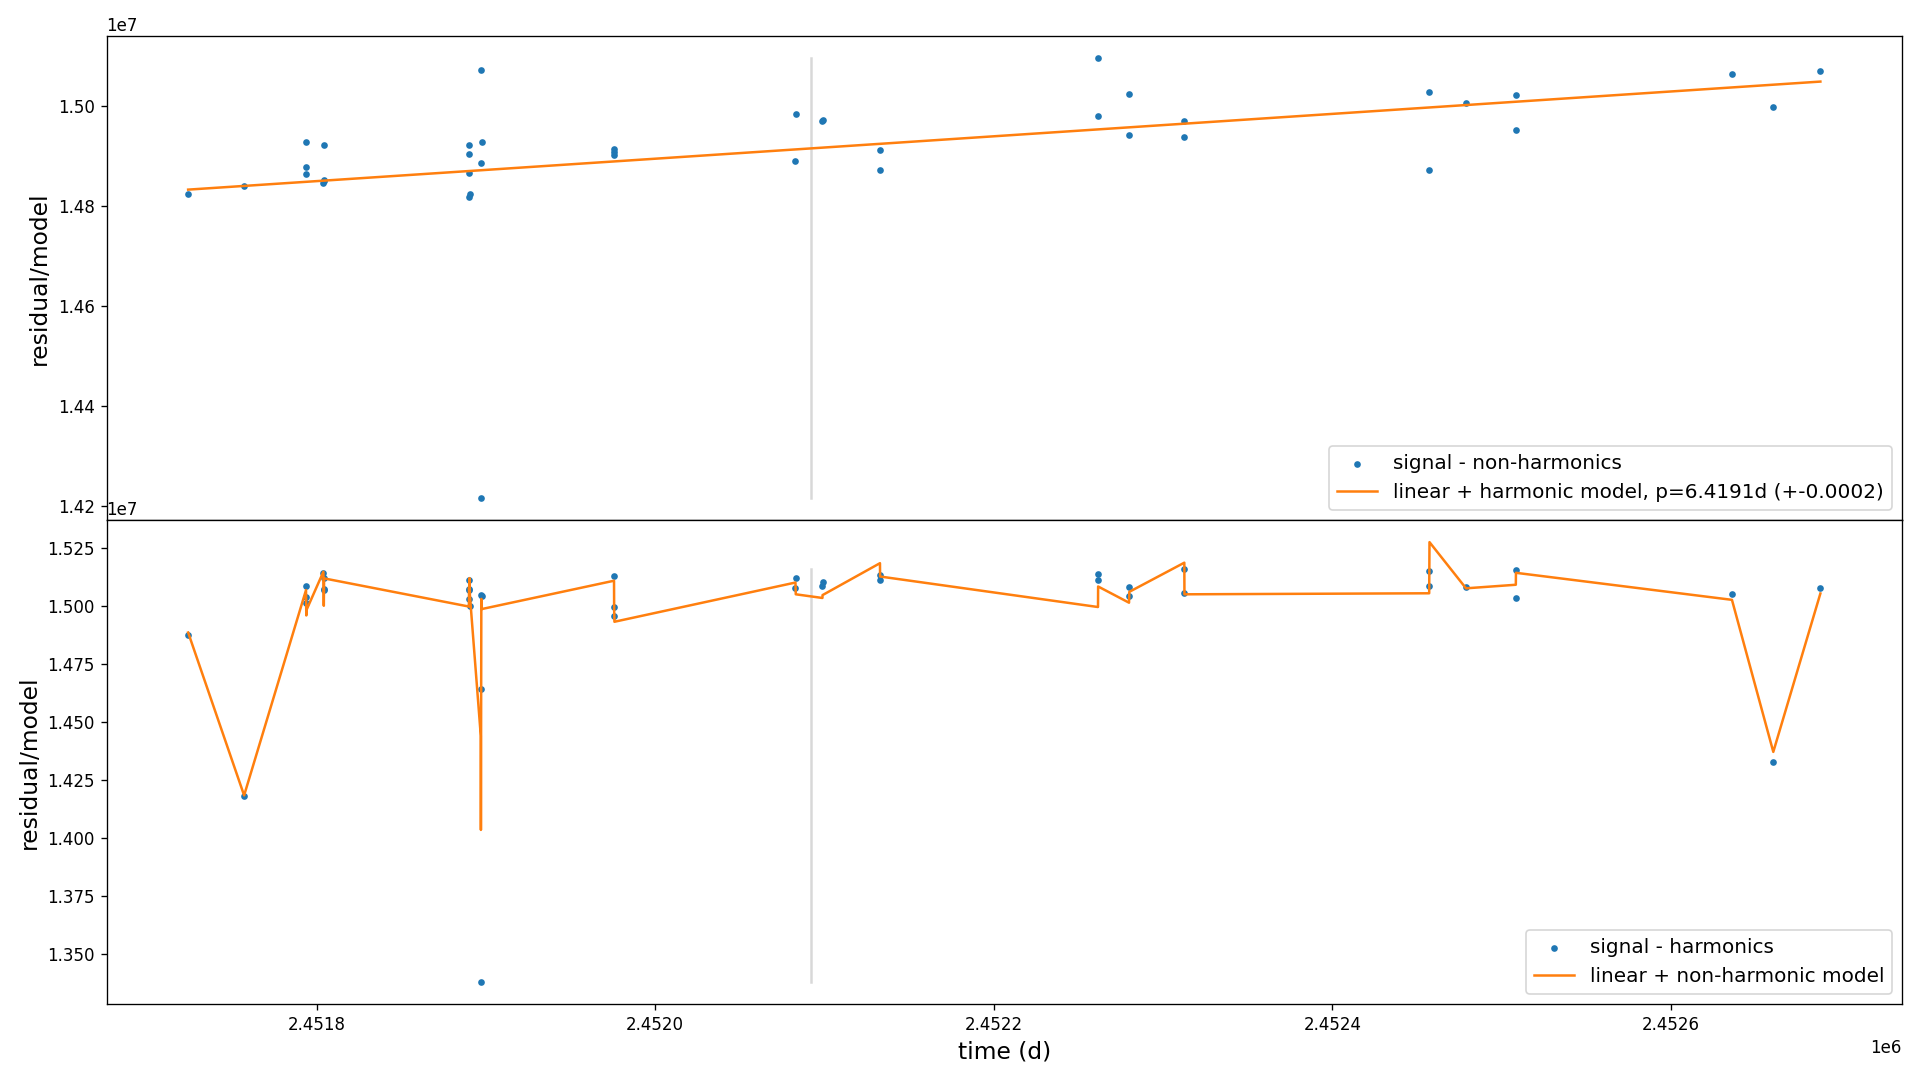 1e7
1.50
1.48
1.46
1.44
1.42
residual/model
signal - non-harmonics
linear + harmonic model, p=6.4191d (+-0.0002)
1e7
1.525
1.500
1.475
1.450
1.425
1.400
1.375
1.350
residual/model
signal - harmonics
linear + non-harmonic model
2.4518 2.4520 2.4522 2.4524 2.4526
time (d)
1e6